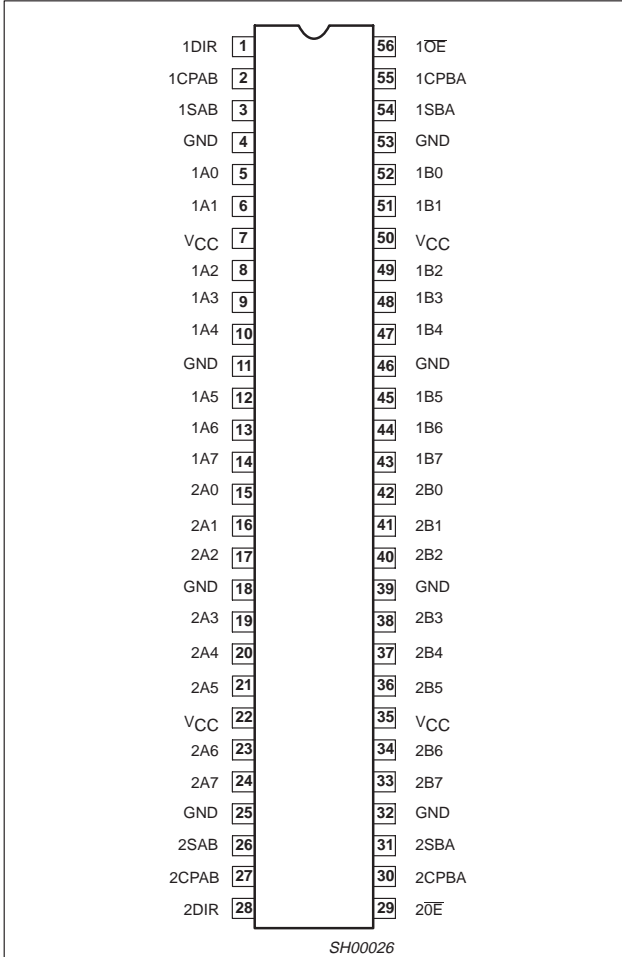 1DIR 1 56 1O̅E̅
1CPAB 2 55 1CPBA
1SAB 3 54 1SBA
GND 4 53 GND
1A0 5 52 1B0
1A1 6 51 1B1
VCC 7 50 VCC
1A2 8 49 1B2
1A3 9 48 1B3
1A4 10 47 1B4
GND 11 46 GND
1A5 12 45 1B5
1A6 13 44 1B6
1A7 14 43 1B7
2A0 15 42 2B0
2A1 16 41 2B1
2A2 17 40 2B2
GND 18 39 GND
2A3 19 38 2B3
2A4 20 37 2B4
2A5 21 36 2B5
VCC 22 35 VCC
2A6 23 34 2B6
2A7 24 33 2B7
GND 25 32 GND
2SAB 26 31 2SBA
2CPAB 27 30 2CPBA
2DIR 28 29 20̅E̅
SH00026